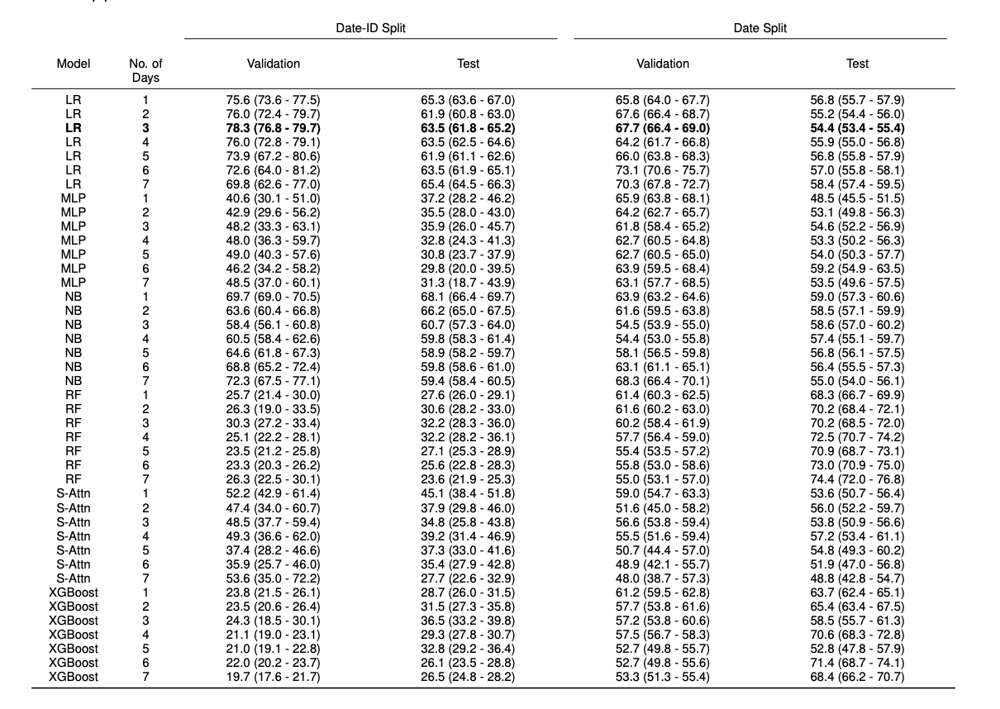 Date-ID Split Date Split
Model No. of Days Validation Test Validation Test
LR 1 75.6 (73.6 - 77.5) 65.3 (63.6 - 67.0) 65.8 (64.0 - 67.7) 56.8 (55.7 - 57.9)
LR 2 76.0 (72.4 - 79.7) 61.9 (60.8 - 63.0) 67.6 (66.4 - 68.7) 55.2 (54.4 - 56.0)
LR 3 78.3 (76.8 - 79.7) 63.5 (61.8 - 65.2) 67.7 (66.4 - 69.0) 54.4 (53.4 - 55.4)
LR 4 76.0 (72.8 - 79.1) 63.5 (62.5 - 64.6) 64.2 (61.7 - 66.8) 55.9 (55.0 - 56.8)
LR 5 73.9 (67.2 - 80.6) 61.9 (61.1 - 62.6) 66.0 (63.8 - 68.3) 56.8 (55.8 - 57.9)
LR 6 72.6 (64.0 - 81.2) 63.5 (61.9 - 65.1) 73.1 (70.6 - 75.7) 57.0 (55.8 - 58.1)
LR 7 69.8 (62.6 - 77.0) 65.4 (64.5 - 66.3) 70.3 (67.8 - 72.7) 58.4 (57.4 - 59.5)
MLP 1 40.6 (30.1 - 51.0) 37.2 (28.2 - 46.2) 65.9 (63.8 - 68.1) 48.5 (45.5 - 51.5)
MLP 2 42.9 (29.6 - 56.2) 35.5 (28.0 - 43.0) 64.2 (62.7 - 65.7) 53.1 (49.8 - 56.3)
MLP 3 48.2 (33.3 - 63.1) 35.9 (26.0 - 45.7) 61.8 (58.4 - 65.2) 54.6 (52.2 - 56.9)
MLP 4 48.0 (36.3 - 59.7) 32.8 (24.3 - 41.3) 62.7 (60.5 - 64.8) 53.3 (50.2 - 56.3)
MLP 5 49.0 (40.3 - 57.6) 30.8 (23.7 - 37.9) 62.7 (60.5 - 65.0) 54.0 (50.3 - 57.7)
MLP 6 46.2 (34.2 - 58.2) 29.8 (20.0 - 39.5) 63.9 (59.5 - 68.4) 59.2 (54.9 - 63.5)
MLP 7 48.5 (37.0 - 60.1) 31.3 (18.7 - 43.9) 63.1 (57.7 - 68.5) 53.5 (49.6 - 57.5)
NB 1 69.7 (69.0 - 70.5) 68.1 (66.4 - 69.7) 63.9 (63.2 - 64.6) 59.0 (57.3 - 60.6)
NB 2 63.6 (60.4 - 66.8) 66.2 (65.0 - 67.5) 61.6 (59.5 - 63.8) 58.5 (57.1 - 59.9)
NB 3 58.4 (56.1 - 60.8) 60.7 (57.3 - 64.0) 54.5 (53.9 - 55.0) 58.6 (57.0 - 60.2)
NB 4 60.5 (58.4 - 62.6) 59.8 (58.3 - 61.4) 54.4 (53.0 - 55.8) 57.4 (55.1 - 59.7)
NB 5 64.6 (61.8 - 67.3) 58.9 (58.2 - 59.7) 58.1 (56.5 - 59.8) 56.8 (56.1 - 57.5)
NB 6 68.8 (65.2 - 72.4) 59.8 (58.6 - 61.0) 63.1 (61.1 - 65.1) 56.4 (55.5 - 57.3)
NB 7 72.3 (67.5 - 77.1) 59.4 (58.4 - 60.5) 68.3 (66.4 - 70.1) 55.0 (54.0 - 56.1)
RF 1 25.7 (21.4 - 30.0) 27.6 (26.0 - 29.1) 61.4 (60.3 - 62.5) 68.3 (66.7 - 69.9)
RF 2 26.3 (19.0 - 33.5) 30.6 (28.2 - 33.0) 61.6 (60.2 - 63.0) 70.2 (68.4 - 72.1)
RF 3 30.3 (27.2 - 33.4) 32.2 (28.3 - 36.0) 60.2 (58.4 - 61.9) 70.2 (68.5 - 72.0)
RF 4 25.1 (22.2 - 28.1) 32.2 (28.2 - 36.1) 57.7 (56.4 - 59.0) 72.5 (70.7 - 74.2)
RF 5 23.5 (21.2 - 25.8) 27.1 (25.3 - 28.9) 55.4 (53.5 - 57.2) 70.9 (68.7 - 73.1)
RF 6 23.3 (20.3 - 26.2) 25.6 (22.8 - 28.3) 55.8 (53.0 - 58.6) 73.0 (70.9 - 75.0)
RF 7 26.3 (22.5 - 30.1) 23.6 (21.9 - 25.3) 55.0 (53.1 - 57.0) 74.4 (72.0 - 76.8)
S-Attn 1 52.2 (42.9 - 61.4) 45.1 (38.4 - 51.8) 59.0 (54.7 - 63.3) 53.6 (50.7 - 56.4)
S-Attn 2 47.4 (34.0 - 60.7) 37.9 (29.8 - 46.0) 51.6 (45.0 - 58.2) 56.0 (52.2 - 59.7)
S-Attn 3 48.5 (37.7 - 59.4) 34.8 (25.8 - 43.8) 56.6 (53.8 - 59.4) 53.8 (50.9 - 56.6)
S-Attn 4 49.3 (36.6 - 62.0) 39.2 (31.4 - 46.9) 55.5 (51.6 - 59.4) 57.2 (53.4 - 61.1)
S-Attn 5 37.4 (28.2 - 46.6) 37.3 (33.0 - 41.6) 50.7 (44.4 - 57.0) 54.8 (49.3 - 60.2)
S-Attn 6 35.9 (25.7 - 46.0) 35.4 (27.9 - 42.8) 48.9 (42.1 - 55.7) 51.9 (47.0 - 56.8)
S-Attn 7 53.6 (35.0 - 72.2) 27.7 (22.6 - 32.9) 48.0 (38.7 - 57.3) 48.8 (42.8 - 54.7)
XGBoost 1 23.8 (21.5 - 26.1) 28.7 (26.0 - 31.5) 61.2 (59.5 - 62.8) 63.7 (62.4 - 65.1)
XGBoost 2 23.5 (20.6 - 26.4) 31.5 (27.3 - 35.8) 57.7 (53.8 - 61.6) 65.4 (63.4 - 67.5)
XGBoost 3 24.3 (18.5 - 30.1) 36.5 (33.2 - 39.8) 57.2 (53.8 - 60.6) 58.5 (55.7 - 61.3)
XGBoost 4 21.1 (19.0 - 23.1) 29.3 (27.8 - 30.7) 57.5 (56.7 - 58.3) 70.6 (68.3 - 72.8)
XGBoost 5 21.0 (19.1 - 22.8) 32.8 (29.2 - 36.4) 52.7 (49.8 - 55.7) 52.8 (47.8 - 57.9)
XGBoost 6 22.0 (20.2 - 23.7) 26.1 (23.5 - 28.8) 52.7 (49.8 - 55.6) 71.4 (68.7 - 74.1)
XGBoost 7 19.7 (17.6 - 21.7) 26.5 (24.8 - 28.2) 53.3 (51.3 - 55.4) 68.4 (66.2 - 70.7)